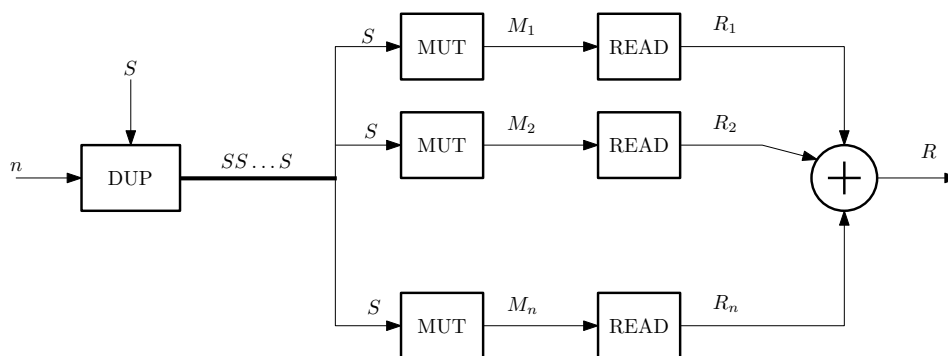 S MUT M₁ READ R₁
S
S MUT M₂ READ R₂
n DUP SS...S + R
S MUT Mₙ READ Rₙ